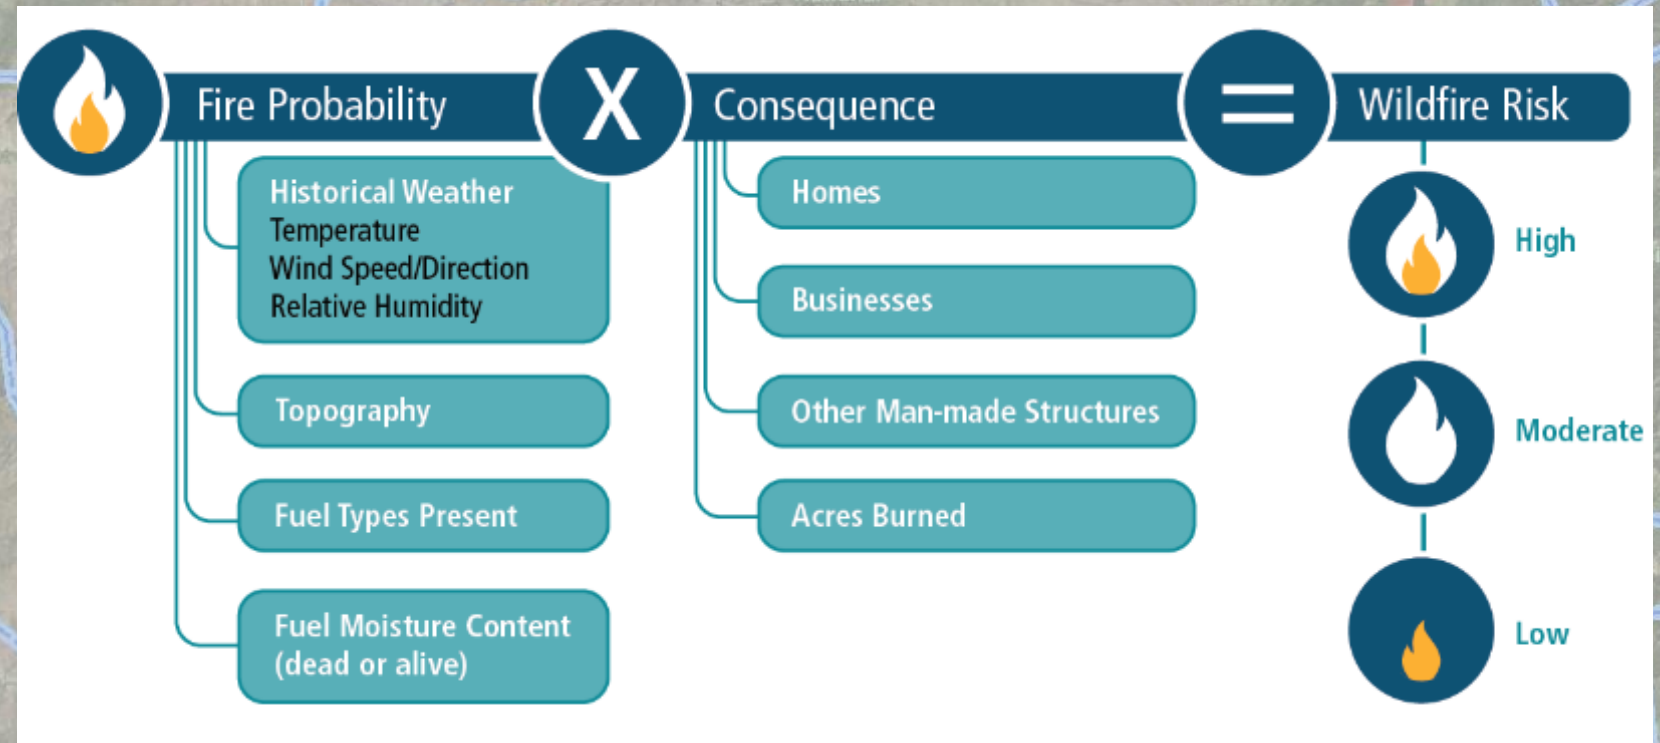 Fire Probability
X
Consequence
=
Wildfire Risk
Historical Weather
Temperature
Wind Speed/Direction
Relative Humidity
Topography
Fuel Types Present
Fuel Moisture Content
(dead or alive)
Homes
Businesses
Other Man-made Structures
Acres Burned
High
Moderate
Low